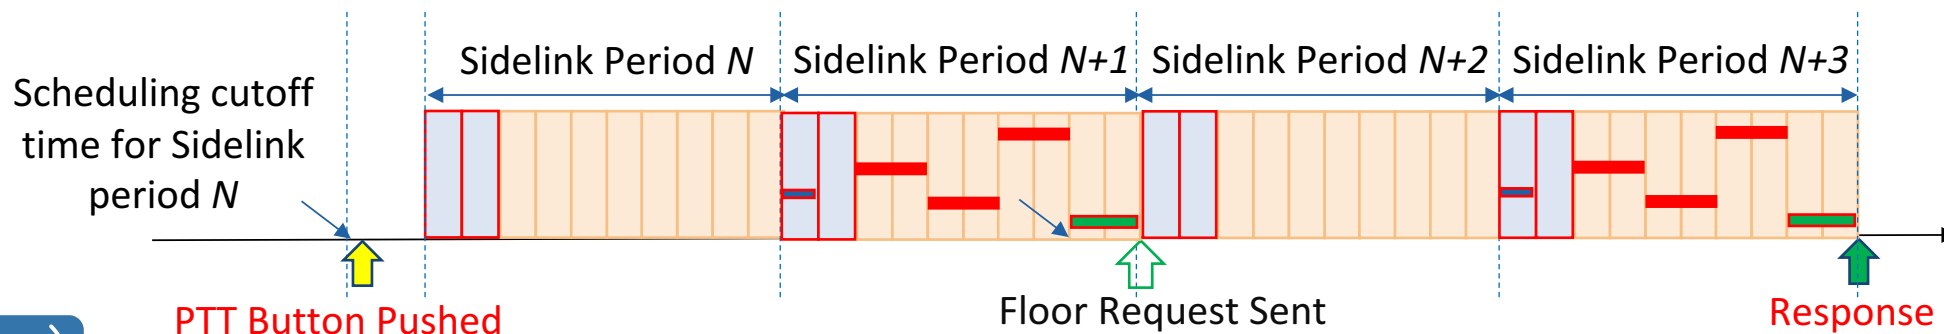 Sidelink Period N
Sidelink Period N+1
Sidelink Period N+2
Sidelink Period N+3
Scheduling cutoff
time for Sidelink
period N
PTT Button Pushed
Floor Request Sent
Response